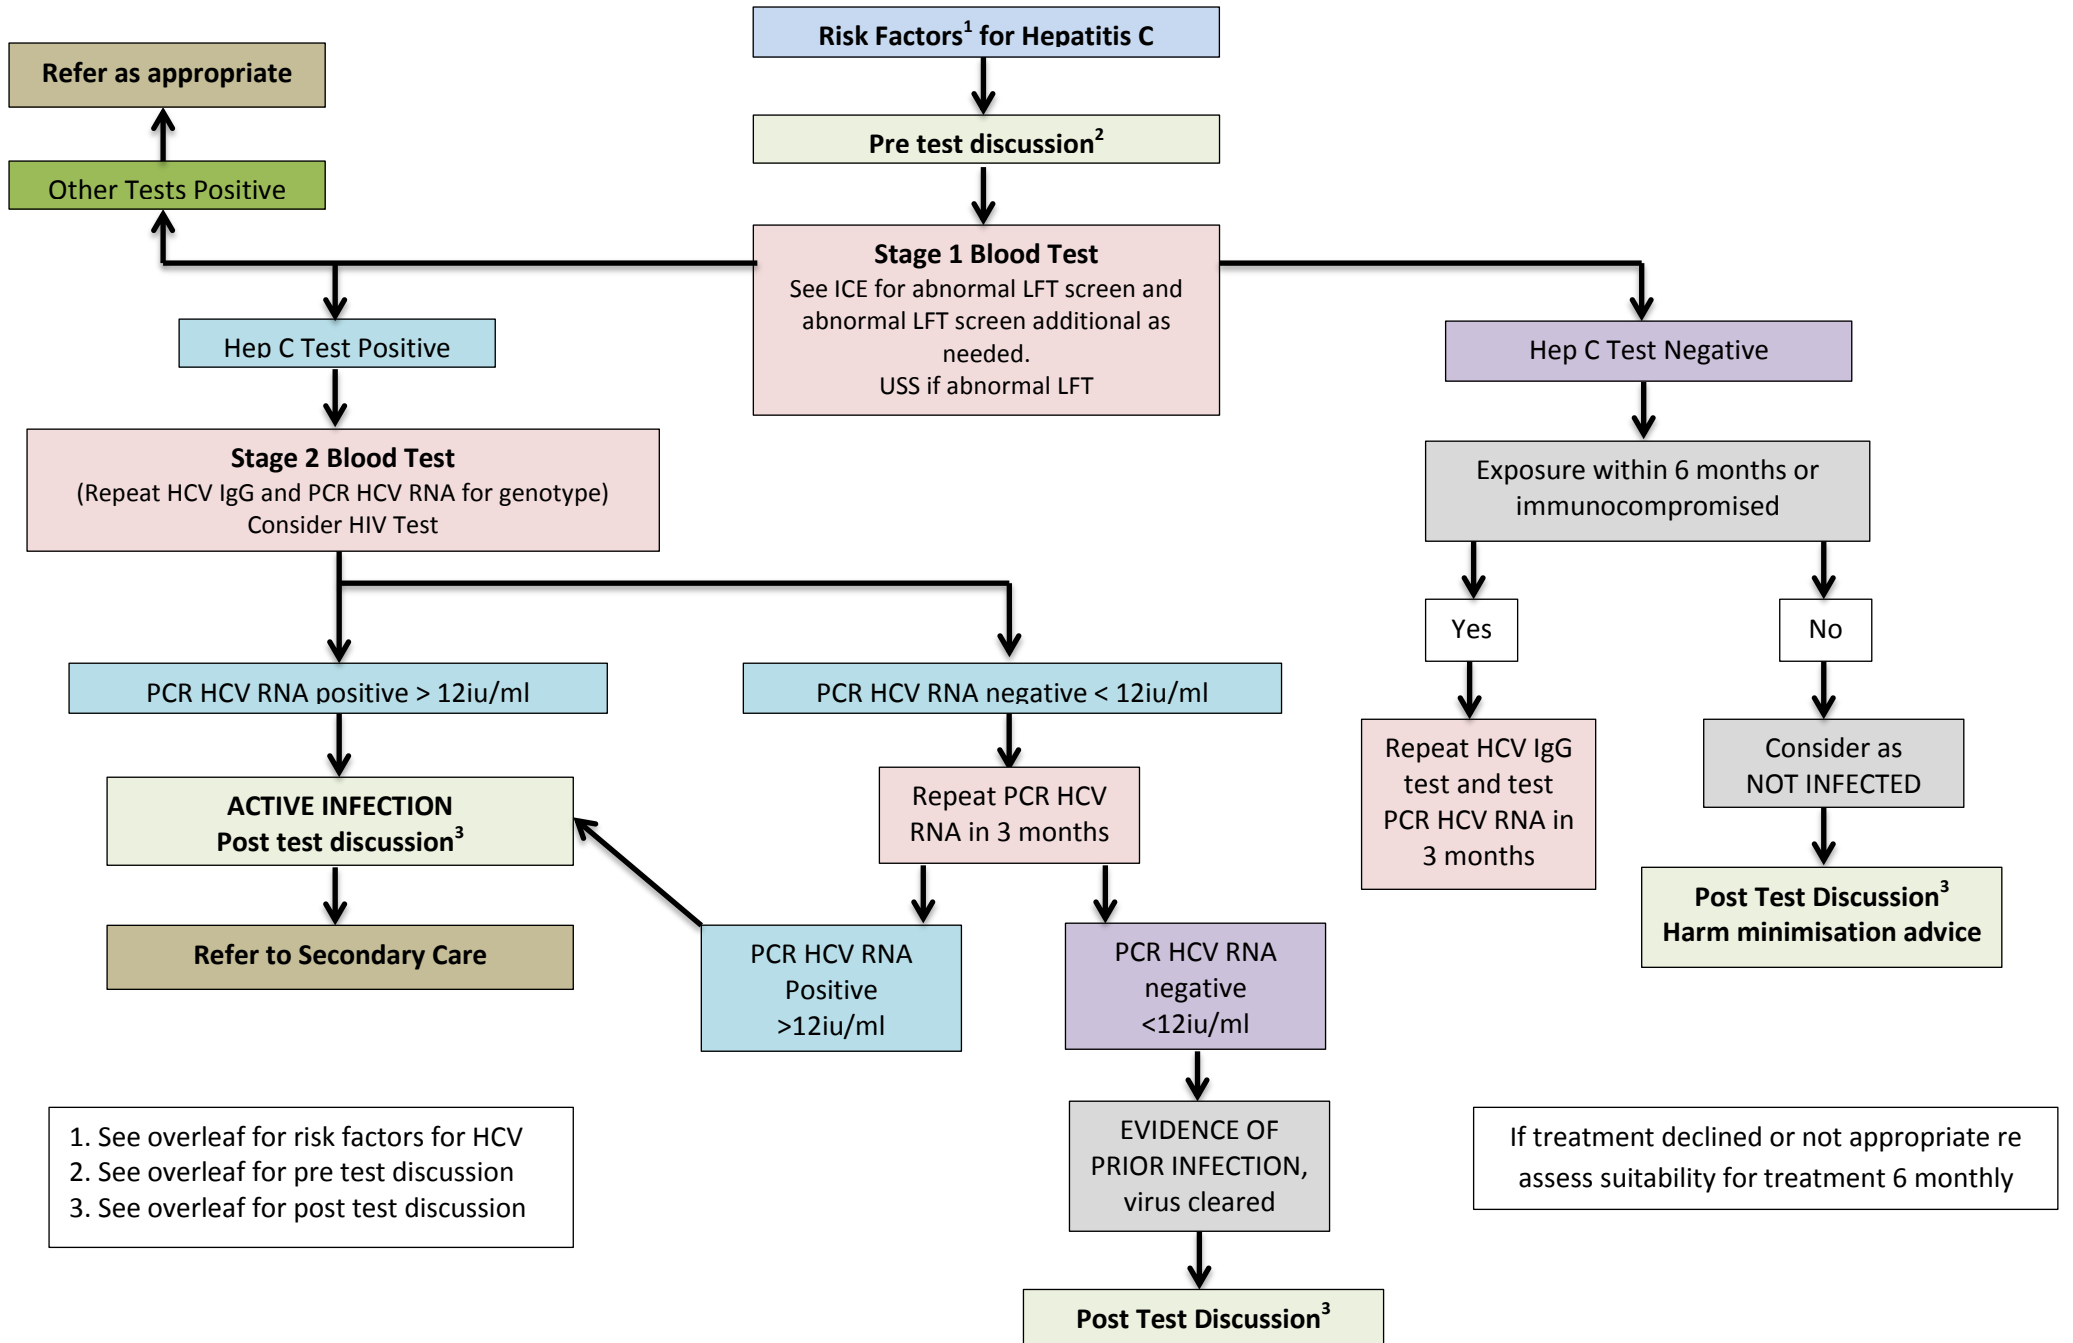 Risk Factors¹ for Hepatitis C
Refer as appropriate
Pre test discussion²
Other Tests Positive
Stage 1 Blood Test
See ICE for abnormal LFT screen and
abnormal LFT screen additional as
needed.
USS if abnormal LFT
Hep C Test Positive
Hep C Test Negative
Stage 2 Blood Test
(Repeat HCV IgG and PCR HCV RNA for genotype)
Consider HIV Test
Exposure within 6 months or
immunocompromised
Yes
No
PCR HCV RNA positive > 12iu/ml
PCR HCV RNA negative < 12iu/ml
Repeat HCV IgG
test and test
PCR HCV RNA in
3 months
Consider as
NOT INFECTED
ACTIVE INFECTION
Post test discussion³
Repeat PCR HCV
RNA in 3 months
Post Test Discussion³
Harm minimisation advice
Refer to Secondary Care
PCR HCV RNA
Positive
>12iu/ml
PCR HCV RNA
negative
<12iu/ml
EVIDENCE OF
PRIOR INFECTION,
virus cleared
1. See overleaf for risk factors for HCV
2. See overleaf for pre test discussion
3. See overleaf for post test discussion
If treatment declined or not appropriate re
assess suitability for treatment 6 monthly
Post Test Discussion³